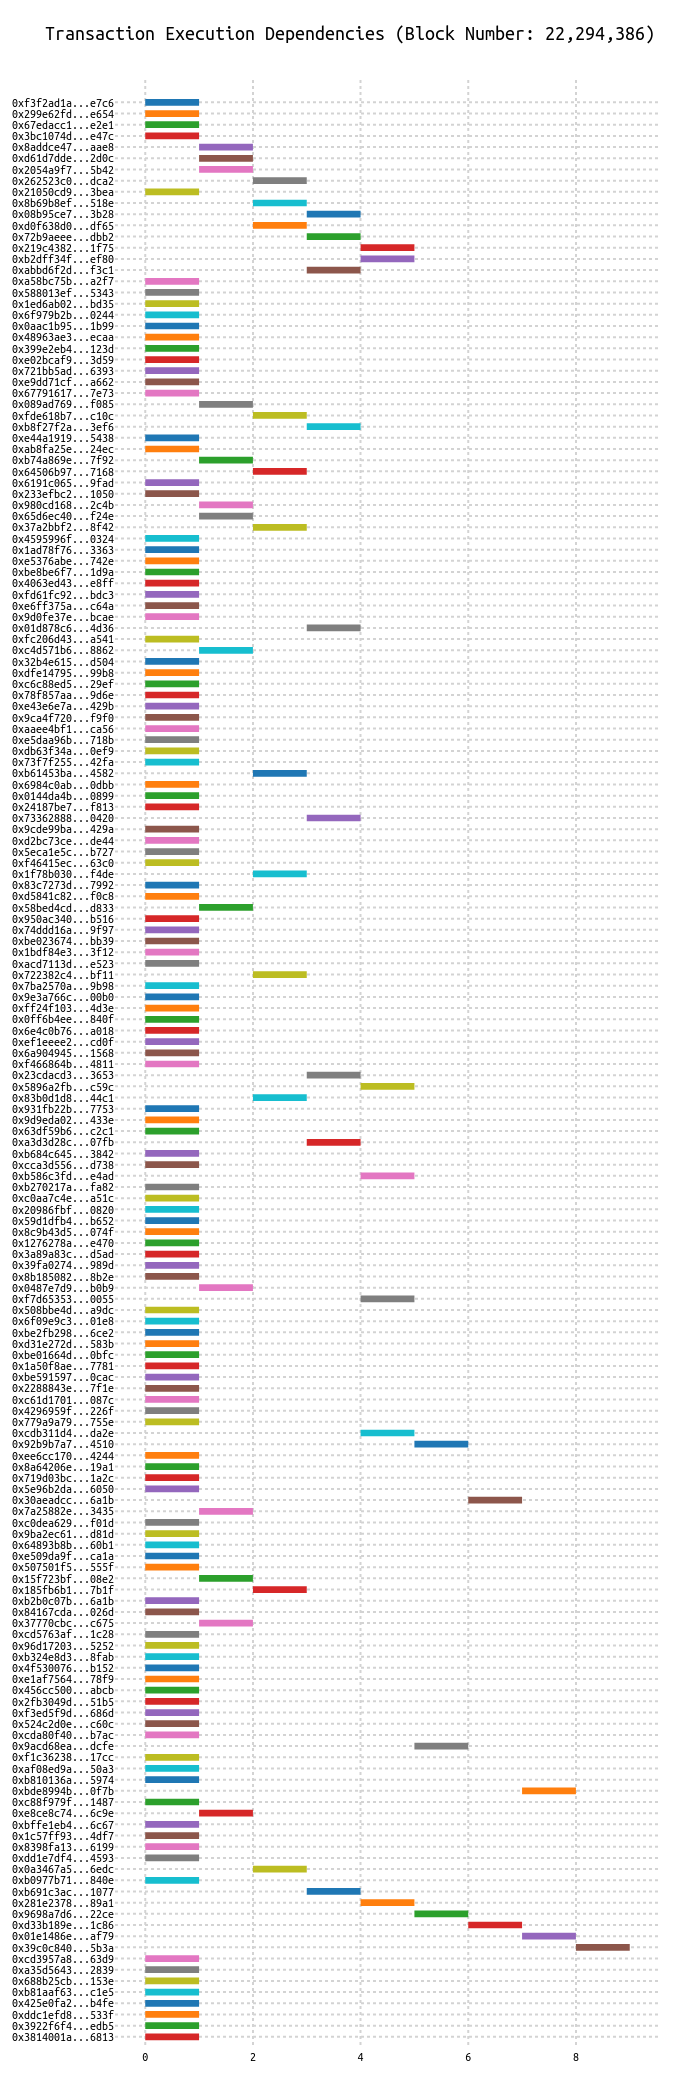 Transaction Execution Dependencies (Block Number: 22,294,386)
0xf3f2ad1a...e7c6
0x299e62fd...e654
0x67edacc1...e2e1
0x3bc1074d...e47c
0x8addce47...aae8
0xd61d7dde...2d0c
0x2054a9f7...5b42
0x262523c0...dca2
0x21050cd9...3bea
0x8b69b8ef...518e
0x08b95ce7...3b28
0xd0f638d0...df65
0x72b9aeee...dbb2
0x219c4382...1f75
0xb2dff34f...ef80
0xabbd6f2d...f3c1
0xa58bc75b...a2f7
0x588013ef...5343
0x1ed6ab02...bd35
0x6f979b2b...0244
0x0aac1b95...1b99
0x48963ae3...ecaa
0x399e2eb4...123d
0xe02bcaf9...3d59
0x721bb5ad...6393
0xe9dd71cf...a662
0x67791617...7e73
0x089ad769...f085
0xfde618b7...c10c
0xb8f27f2a...3ef6
0xe44a1919...5438
0xab8fa25e...24ec
0xb74a869e...7f92
0x64506b97...7168
0x6191c065...9fad
0x233efbc2...1050
0x980cd168...2c4b
0x65d6ec40...f24e
0x37a2bbf2...8f42
0x4595996f...0324
0x1ad78f76...3363
0xe5376abe...742e
0xbe8be6f7...1d9a
0x4063ed43...e8ff
0xfd61fc92...bdc3
0xe6ff375a...c64a
0x9d0fe37e...bcae
0x01d878c6...4d36
0xfc206d43...a541
0xc4d571b6...8862
0x32b4e615...d504
0xdfe14795...99b8
0xc6c88ed5...29ef
0x78f857aa...9d6e
0xe43e6e7a...429b
0x9ca4f720...f9f0
0xaaee4bf1...ca56
0xe5daa96b...718b
0xdb63f34a...0ef9
0x73f7f255...42fa
0xb61453ba...4582
0x6984c0ab...0dbb
0x0144da4b...0899
0x24187be7...f813
0x73362888...0420
0x9cde99ba...429a
0xd2bc73ce...de44
0x5eca1e5c...b727
0xf46415ec...63c0
0x1f78b030...f4de
0x83c7273d...7992
0xd5841c82...f0c8
0x58bed4cd...d833
0x950ac340...b516
0x74ddd16a...9f97
0xbe023674...bb39
0x1bdf84e3...3f12
0xacd7113d...e523
0x722382c4...bf11
0x7ba2570a...9b98
0x9e3a766c...00b0
0xff24f103...4d3e
0x0ff6b4ee...840f
0x6e4c0b76...a018
0xef1eeee2...cd0f
0x6a904945...1568
0xf466864b...4811
0x23cdacd3...3653
0x5896a2fb...c59c
0x83b0d1d8...44c1
0x931fb22b...7753
0x9d9eda02...433e
0x63df59b6...c2c1
0xa3d3d28c...07fb
0xb684c645...3842
0xcca3d556...d738
0xb586c3fd...e4ad
0xb270217a...fa82
0xc0aa7c4e...a51c
0x20986fbf...0820
0x59d1dfb4...b652
0x8c9b43d5...074f
0x1276278a...e470
0x3a89a83c...d5ad
0x39fa0274...989d
0x8b185082...8b2e
0x0487e7d9...b0b9
0xf7d65353...0055
0x508bbe4d...a9dc
0x6f09e9c3...01e8
0xbe2fb298...6ce2
0xd31e272d...583b
0xbe01664d...0bfc
0x1a50f8ae...7781
0xbe591597...0cac
0x2288843e...7f1e
0xc61d1701...087c
0x4296959f...226f
0x779a9a79...755e
0xcdb311d4...da2e
0x92b9b7a7...4510
0xee6cc170...4244
0x8a64206e...19a1
0x719d03bc...1a2c
0x5e96b2da...6050
0x30aeadcc...6a1b
0x7a25882e...3435
0xc0dea629...f01d
0x9ba2ec61...d81d
0x64893b8b...60b1
0xe509da9f...ca1a
0x507501f5...555f
0x15f723bf...08e2
0x185fb6b1...7b1f
0xb2b0c07b...6a1b
0x84167cda...026d
0x37770cbc...c675
0xcd5763af...1c28
0x96d17203...5252
0xb324e8d3...8fab
0x4f530076...b152
0xe1af7564...78f9
0x456cc500...abcb
0x2fb3049d...51b5
0xf3ed5f9d...686d
0x524c2d0e...c60c
0xcda80f40...b7ac
0x9acd68ea...dcfe
0xf1c36238...17cc
0xaf08ed9a...50a3
0xb810136a...5974
0xbde8994b...0f7b
0xc88f979f...1487
0xe8ce8c74...6c9e
0xbffe1eb4...6c67
0x1c57ff93...4df7
0x8398fa13...6199
0xdd1e7df4...4593
0x0a3467a5...6edc
0xb0977b71...840e
0xb691c3ac...1077
0x281e2378...89a1
0x9698a7d6...22ce
0xd33b189e...1c86
0x01e1486e...af79
0x39c0c840...5b3a
0xcd3957a8...63d9
0xa35d5643...2839
0x688b25cb...153e
0xb81aaf63...c1e5
0x425e0fa2...b4fe
0xddc1efd8...533f
0x3922f6f4...edb5
0x3814001a...6813
0 2 4 6 8